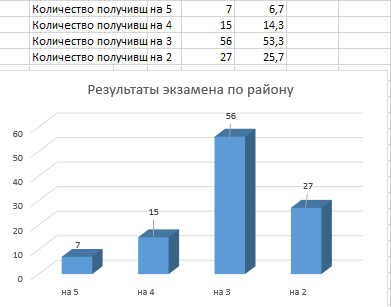 Количество получивш на 5 7 6,7
Количество получивш на 4 15 14,3
Количество получивш на 3 56 53,3
Количество получивш на 2 27 25,7
Результаты экзамена по району
60
50
40
30
20
10
0
7
15
56
27
на 5 на 4 на 3 на 2